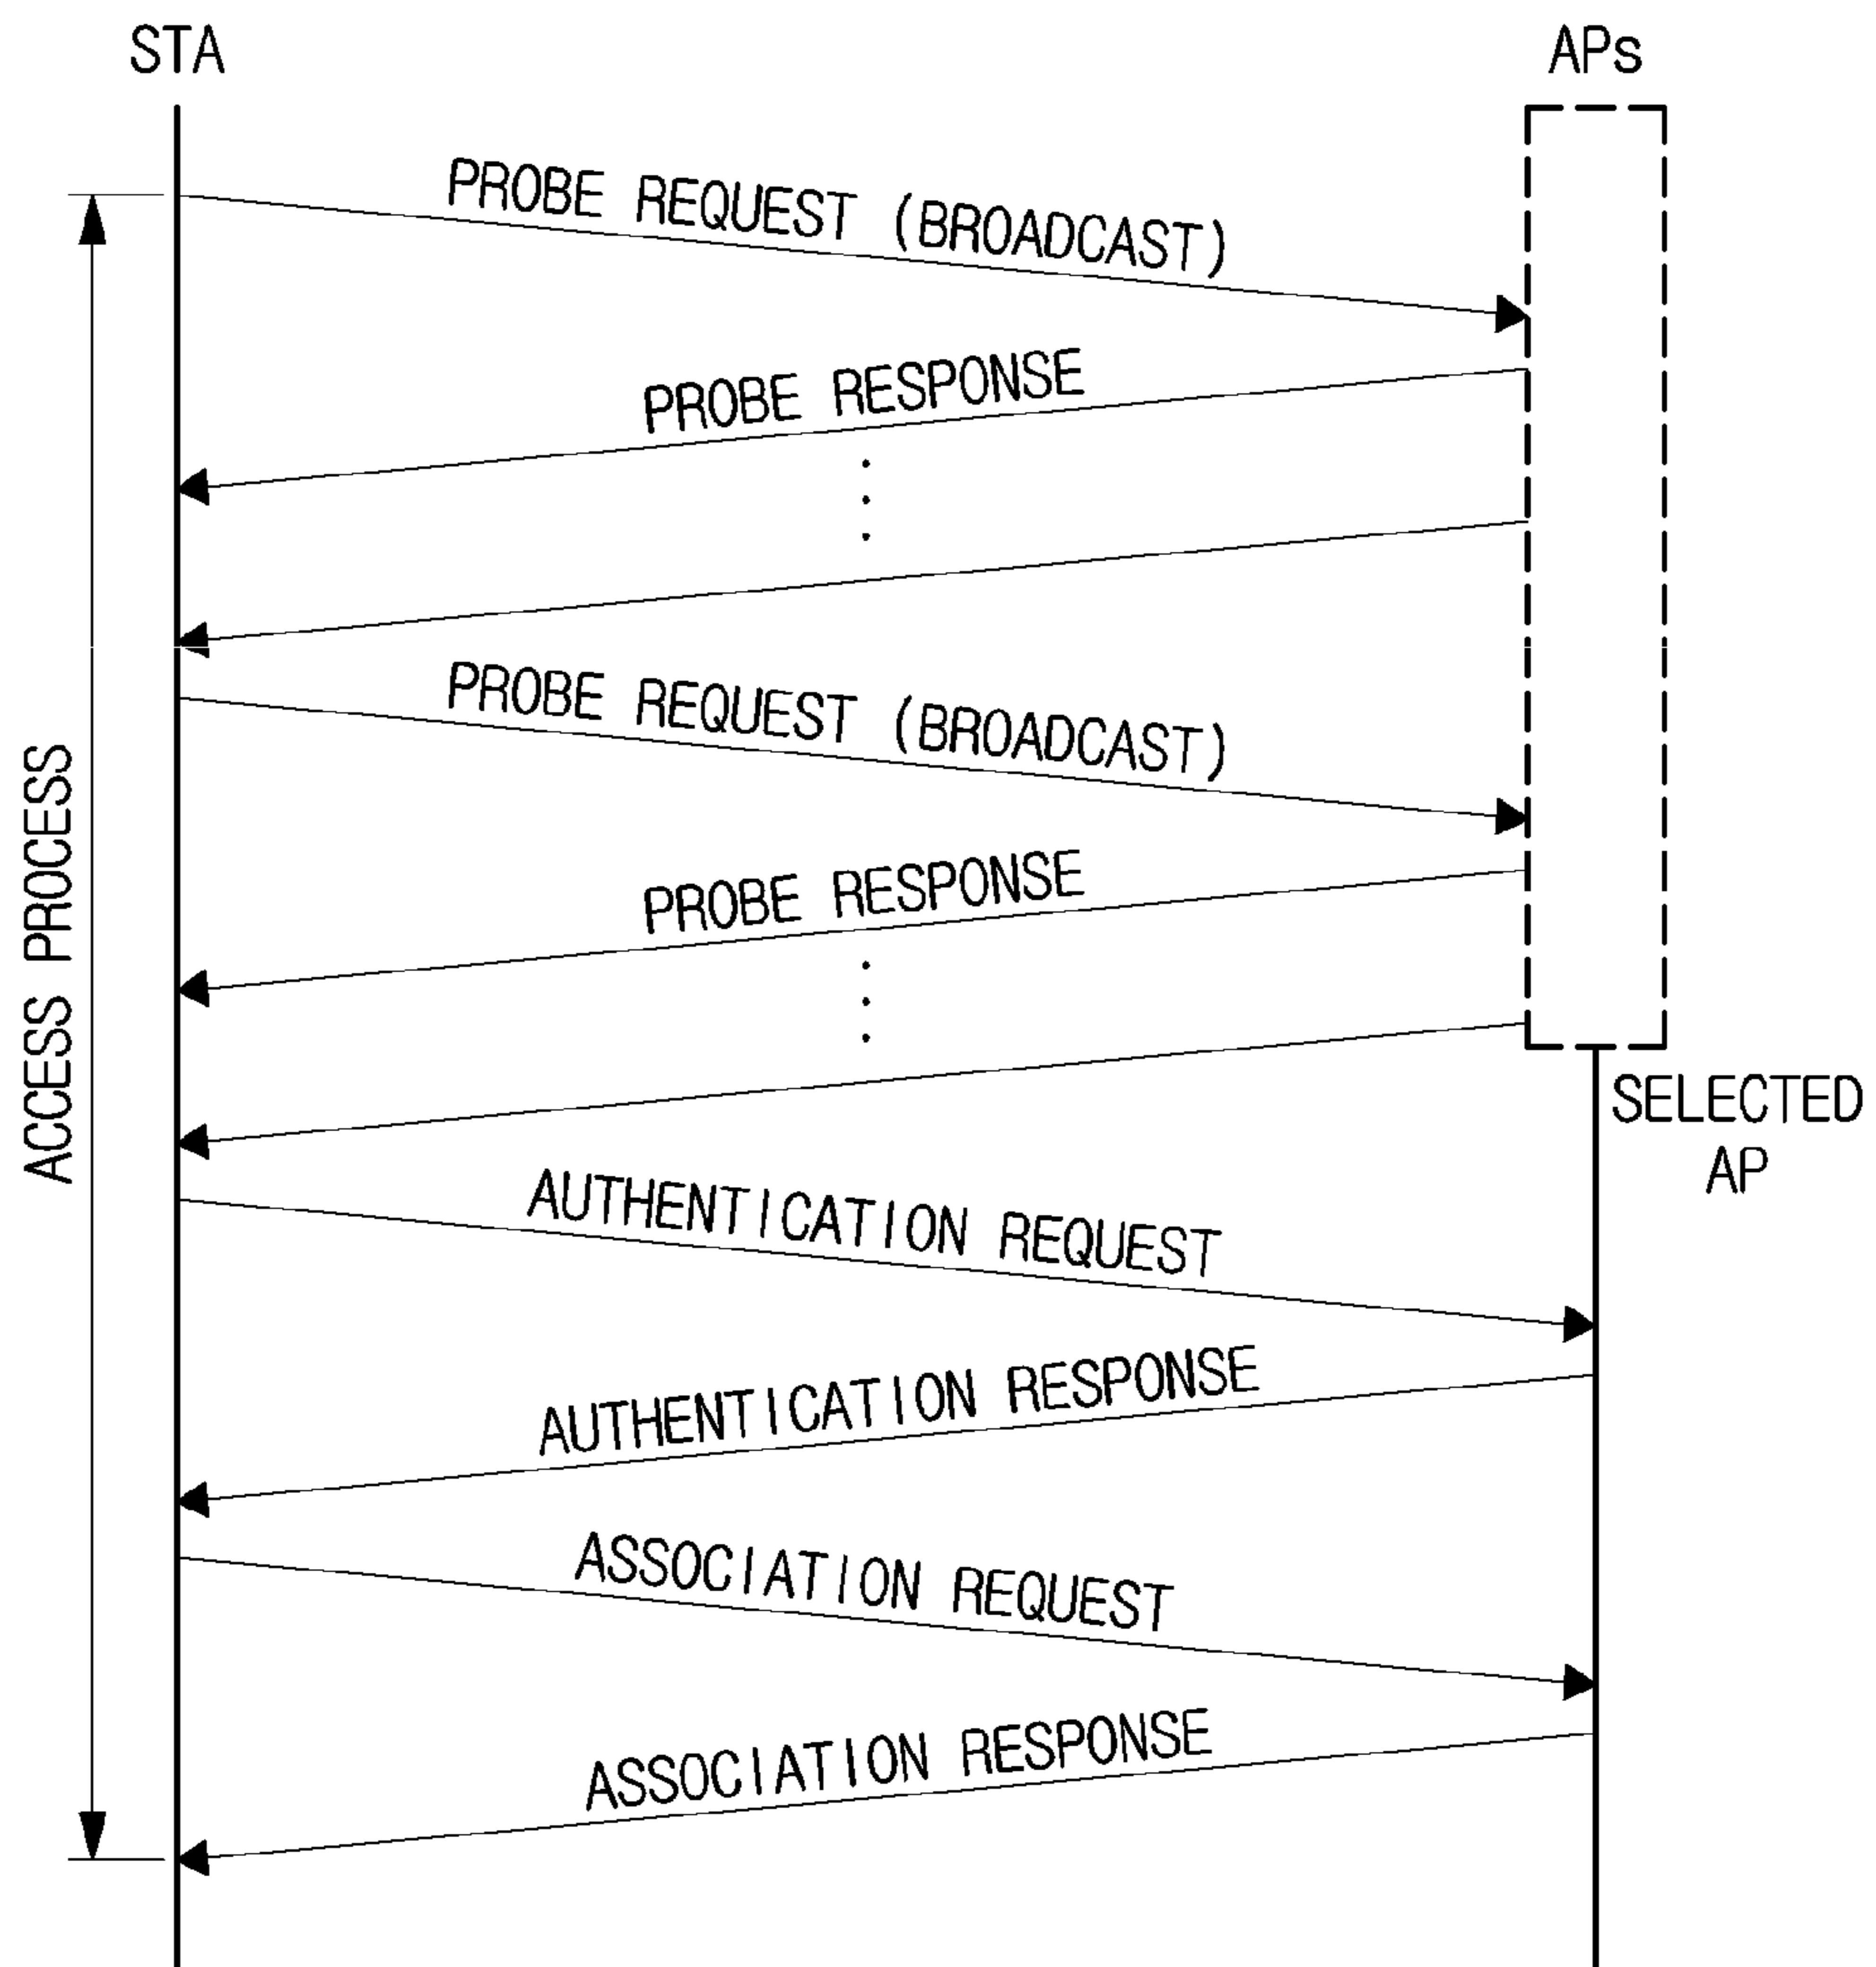 STA
APs
PROBE REQUEST (BROADCAST)
PROBE RESPONSE
PROBE REQUEST (BROADCAST)
PROBE RESPONSE
ACCESS PROCESS
SELECTED
AP
AUTHENTICATION REQUEST
AUTHENTICATION RESPONSE
ASSOCIATION REQUEST
ASSOCIATION RESPONSE